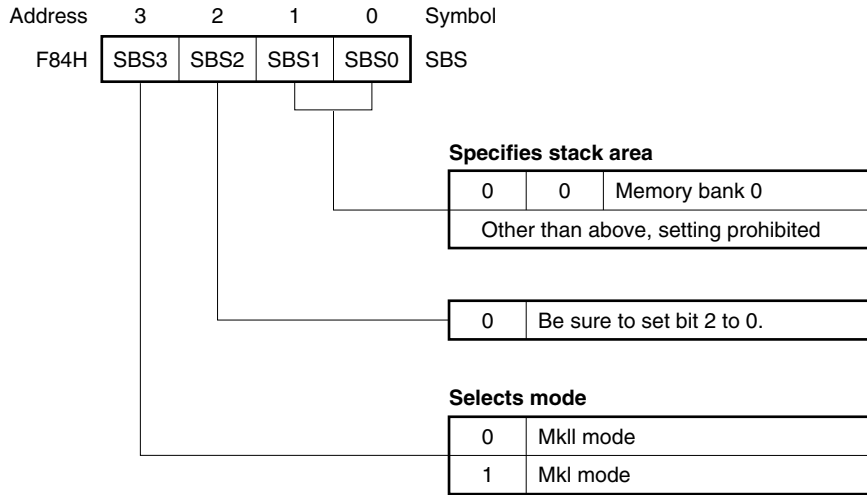 Address 3 2 1 0 Symbol
F84H SBS3 SBS2 SBS1 SBS0 SBS
Specifies stack area
0 0 Memory bank 0
Other than above, setting prohibited
0 Be sure to set bit 2 to 0.
Selects mode
0 MkII mode
1 MkI mode